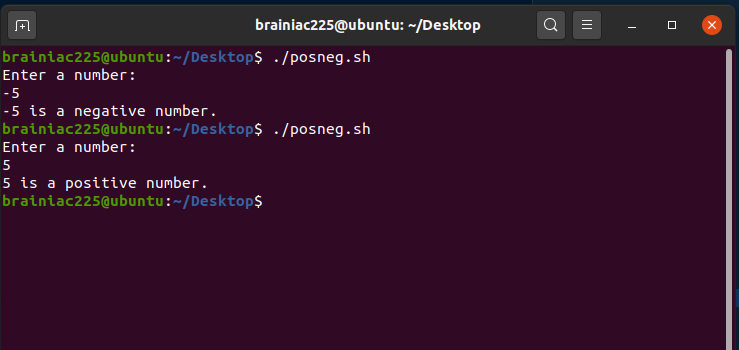 brainiac225@ubuntu: ~/Desktop
brainiac225@ubuntu:~/Desktop$ ./posneg.sh
Enter a number:
-5
-5 is a negative number.
brainiac225@ubuntu:~/Desktop$ ./posneg.sh
Enter a number:
5
5 is a positive number.
brainiac225@ubuntu:~/Desktop$